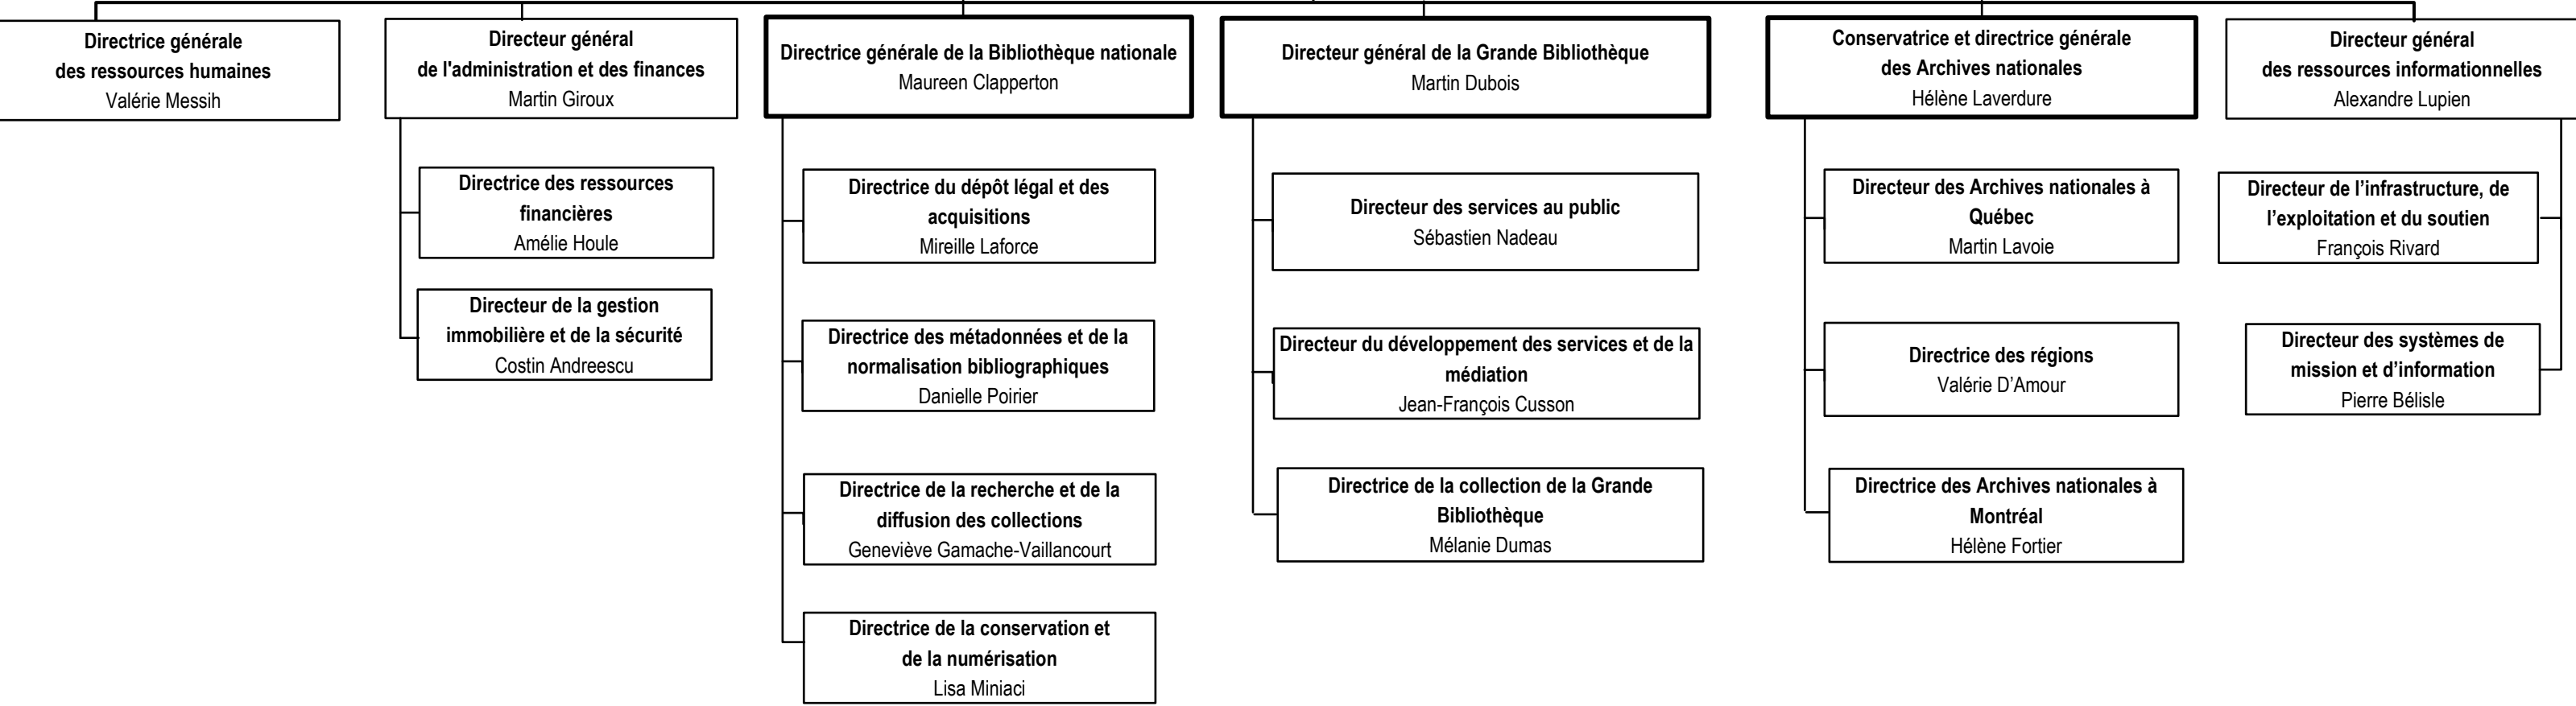 Directrice générale
des ressources humaines
Valérie Messih
Directeur général
de l'administration et des finances
Martin Giroux
Directrice des ressources
financières
Amélie Houle
Directeur de la gestion
immobilière et de la sécurité
Costin Andreescu
Directrice générale de la Bibliothèque nationale
Maureen Clapperton
Directrice du dépôt légal et des
acquisitions
Mireille Laforce
Directrice des métadonnées et de la
normalisation bibliographiques
Danielle Poirier
Directrice de la recherche et de la
diffusion des collections
Geneviève Gamache-Vaillancourt
Directrice de la conservation et
de la numérisation
Lisa Miniaci
Directeur général de la Grande Bibliothèque
Martin Dubois
Directeur des services au public
Sébastien Nadeau
Directeur du développement des services et de la
médiation
Jean-François Cusson
Directrice de la collection de la Grande
Bibliothèque
Mélanie Dumas
Conservatrice et directrice générale
des Archives nationales
Hélène Laverdure
Directeur des Archives nationales à
Québec
Martin Lavoie
Directrice des régions
Valérie D’Amour
Directrice des Archives nationales à
Montréal
Hélène Fortier
Directeur général
des ressources informationnelles
Alexandre Lupien
Directeur de l’infrastructure, de
l’exploitation et du soutien
François Rivard
Directeur des systèmes de
mission et d’information
Pierre Bélisle